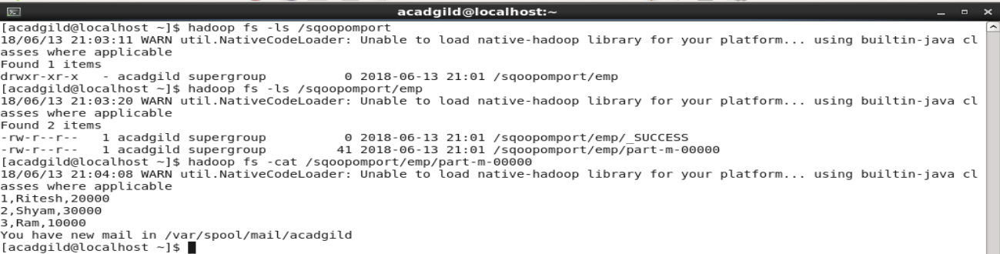 acadgild@localhost:~
[acadgild@localhost ~]$ hadoop fs -ls /sqoopomport
18/06/13 21:03:11 WARN util.NativeCodeLoader: Unable to load native-hadoop library for your platform... using builtin-java cl
asses where applicable
Found 1 items
drwxr-xr-x   - acadgild supergroup          0 2018-06-13 21:01 /sqoopomport/emp
[acadgild@localhost ~]$ hadoop fs -ls /sqoopomport/emp
18/06/13 21:03:20 WARN util.NativeCodeLoader: Unable to load native-hadoop library for your platform... using builtin-java cl
asses where applicable
Found 2 items
-rw-r--r--   1 acadgild supergroup          0 2018-06-13 21:01 /sqoopomport/emp/_SUCCESS
-rw-r--r--   1 acadgild supergroup         41 2018-06-13 21:01 /sqoopomport/emp/part-m-00000
[acadgild@localhost ~]$ hadoop fs -cat /sqoopomport/emp/part-m-00000
18/06/13 21:04:08 WARN util.NativeCodeLoader: Unable to load native-hadoop library for your platform... using builtin-java cl
asses where applicable
1,Ritesh,20000
2,Shyam,30000
3,Ram,10000
You have new mail in /var/spool/mail/acadgild
[acadgild@localhost ~]$